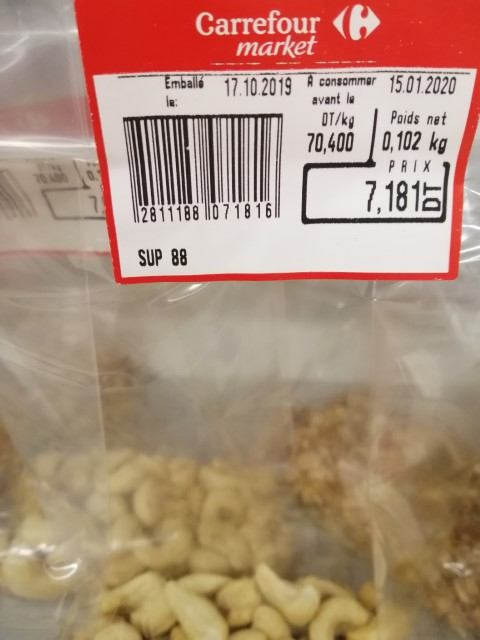 Carrefour
market
Emballé le: 17.10.2019
A consommer avant le 15.01.2020
DT/kg Poids net
70,400 0,102 kg
PRIX
7,181 DT
2811188 071816
SUP 88